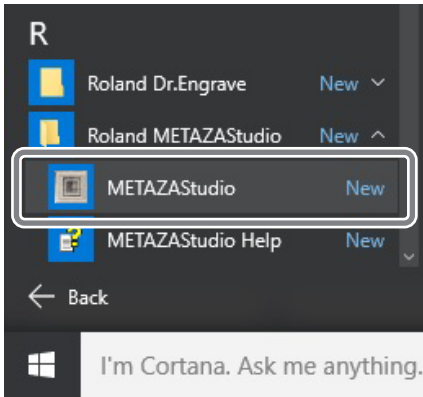 R
Roland Dr.Engrave New
Roland METAZAStudio New
METAZAStudio New
METAZAStudio Help New
Back
I'm Cortana. Ask me anything.